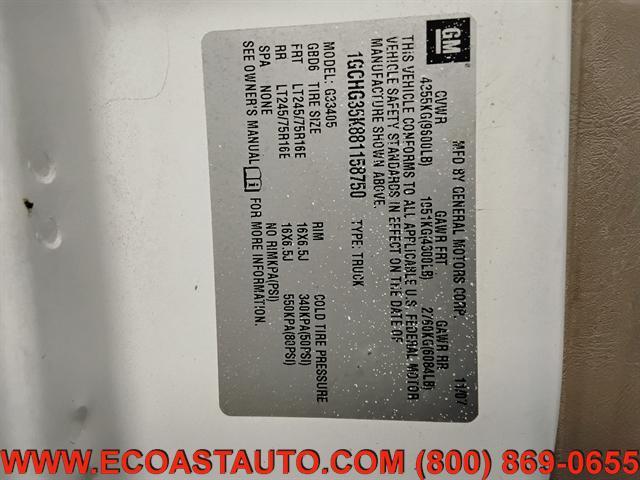 GM
MFD BY GENERAL MOTORS CORP. 11/07
GVWR GAWR FRT GAWR RR
4355KG(9600LB) 1951KG(4300LB) 2760KG(6084LB)
THIS VEHICLE CONFORMS TO ALL APPLICABLE U.S. FEDERAL MOTOR
VEHICLE SAFETY STANDARDS IN EFFECT ON THE DATE OF
MANUFACTURE SHOWN ABOVE.
1GCHG35K881158750 TYPE: TRUCK
MODEL: G33405
GBD6 TIRE SIZE RIM COLD TIRE PRESSURE
FRT LT245/75R16E 16X6.5J 340KPA(50PSI)
RR LT245/75R16E 16X6.5J 550KPA(80PSI)
SPA NONE NO RIMKPA(PSI)
SEE OWNER'S MANUAL FOR MORE INFORMATION.
WWW.ECOASTAUTO.COM (800) 869-0655